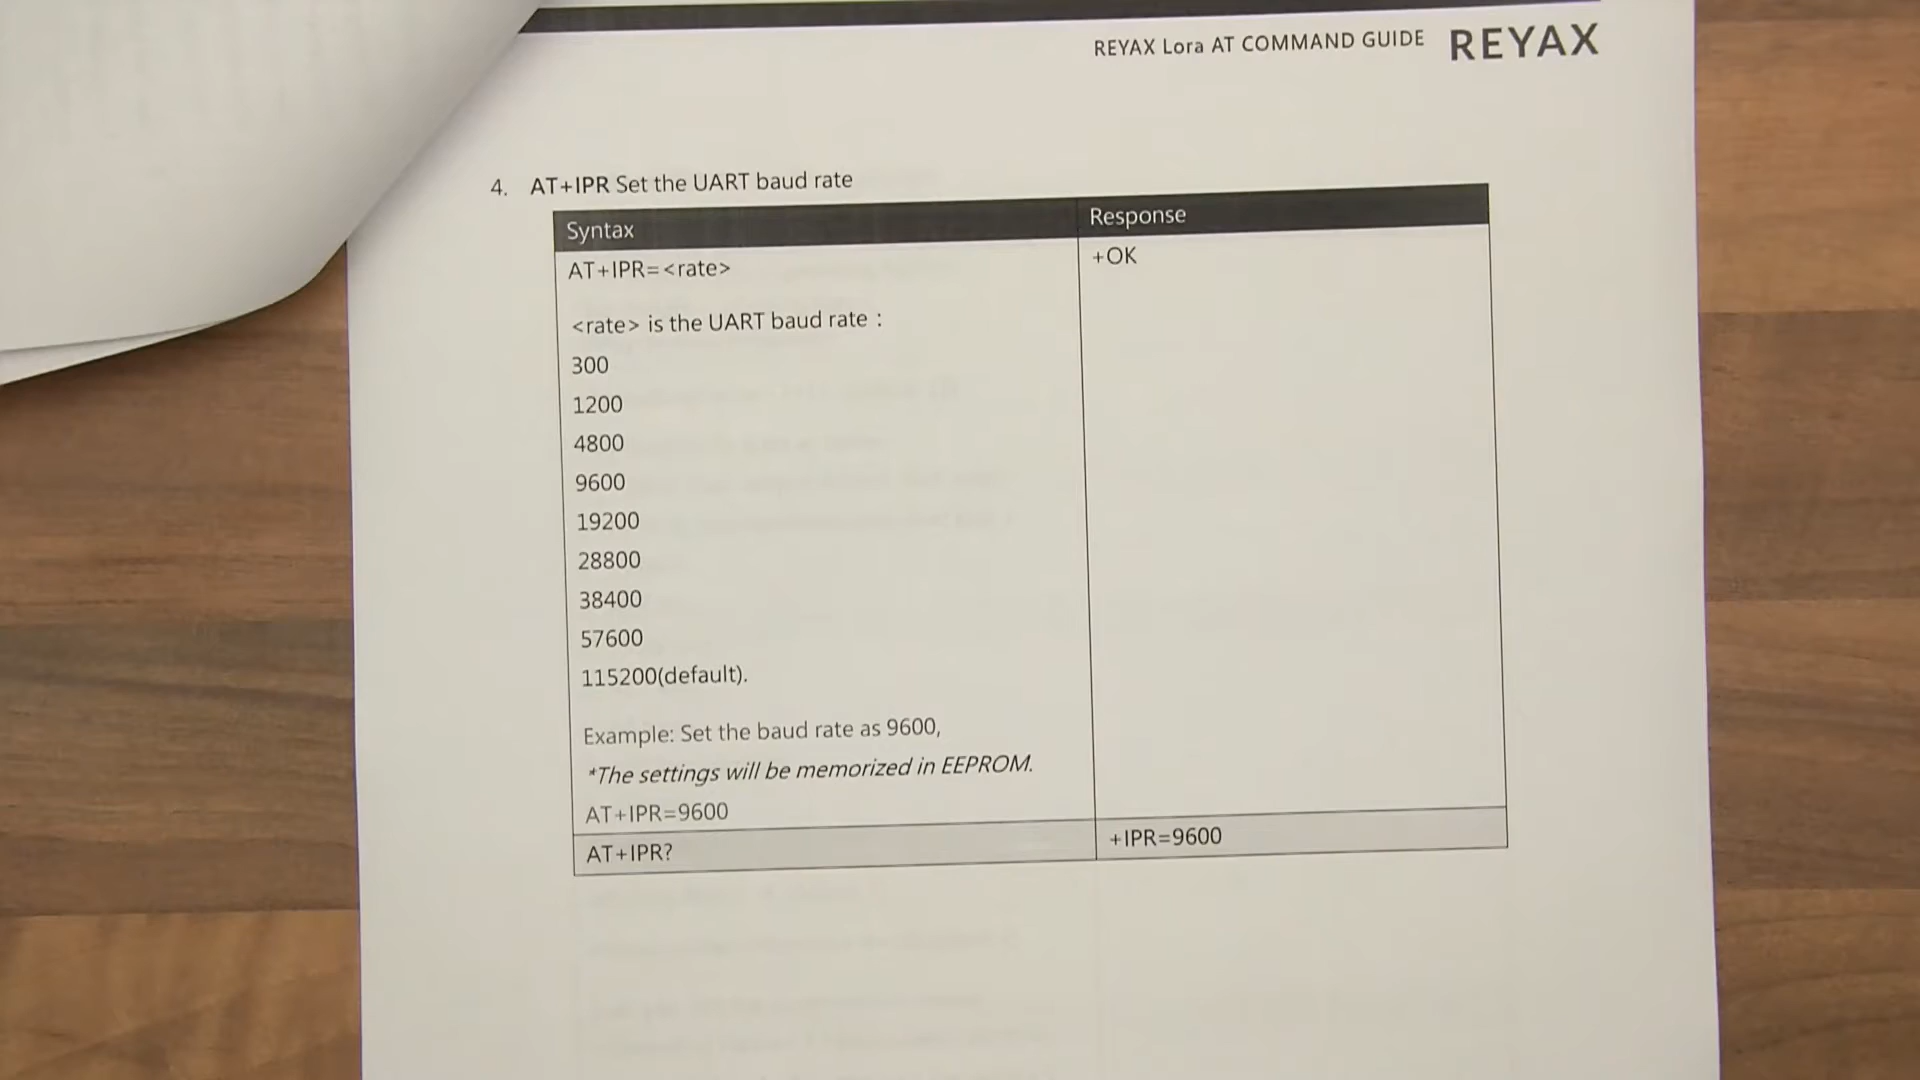 REYAX Lora AT COMMAND GUIDE REYAX
4. AT+IPR Set the UART baud rate
Syntax Response
AT+IPR=<rate> +OK
<rate> is the UART baud rate :
300
1200
4800
9600
19200
28800
38400
57600
115200(default).
Example: Set the baud rate as 9600,
*The settings will be memorized in EEPROM.
AT+IPR=9600
AT+IPR? +IPR=9600